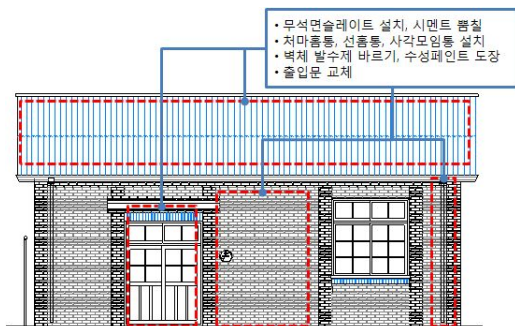 • 무석면슬레이트 설치, 시멘트 뿜칠
• 처마홈통, 선홈통, 사각모임통 설치
• 벽체 발수제 바르기, 수성페인트 도장
• 출입문 교체